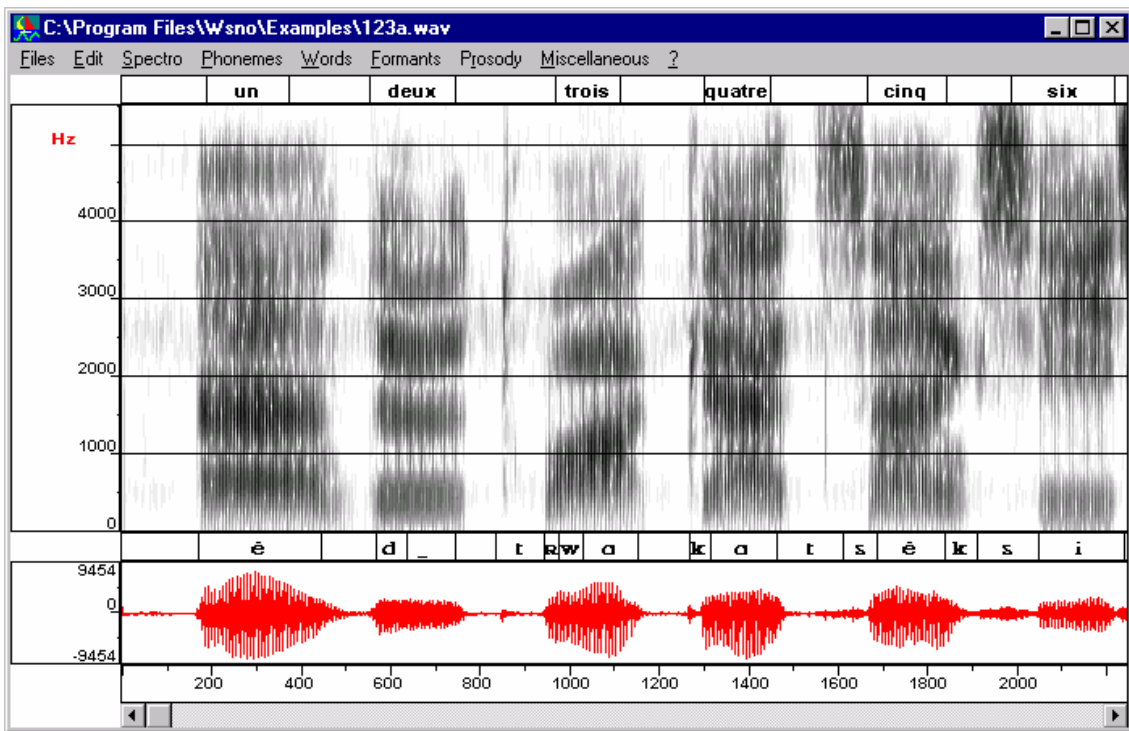 C:\Program Files\Wsno\Examples\123a.wav
Files Edit Spectro Phonemes Words Formants Prosody Miscellaneous ?
un deux trois quatre cinq six
Hz
4000
3000
2000
1000
0
ẽ d _ t R w a k a t s ẽ k s i
9454
0
-9454
200 400 600 800 1000 1200 1400 1600 1800 2000